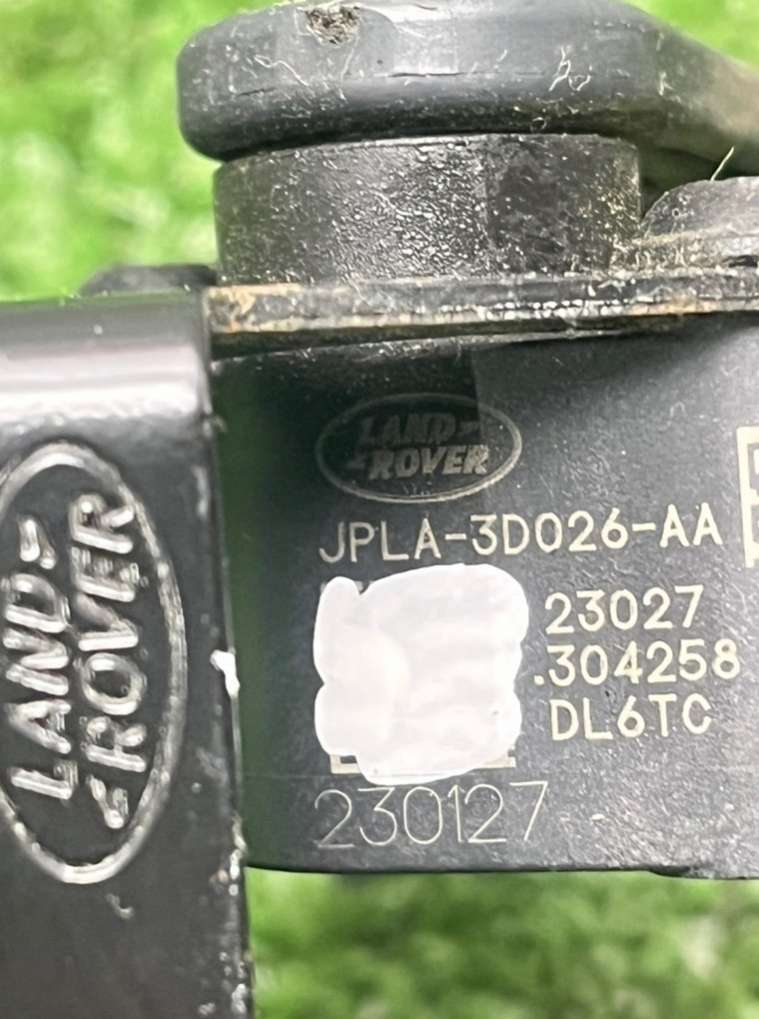 LAND
ROVER
LAND
ROVER
JPLA-3D026-AA
23027
.304258
DL6TC
230127